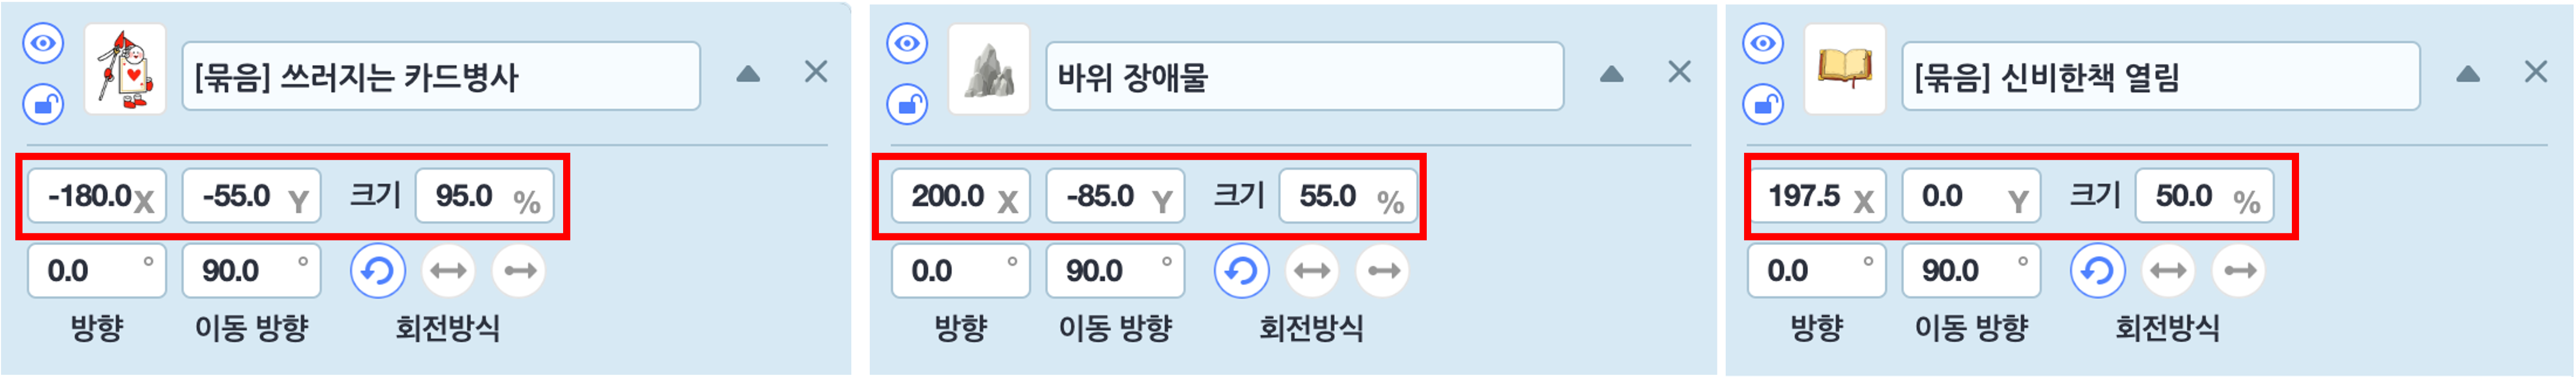 [묶음] 쓰러지는 카드병사
-180.0 X -55.0 Y 크기 95.0 %
0.0 ° 90.0 °
방향 이동 방향 회전방식
바위 장애물
200.0 X -85.0 Y 크기 55.0 %
0.0 ° 90.0 °
방향 이동 방향 회전방식
[묶음] 신비한책 열림
197.5 X 0.0 Y 크기 50.0 %
0.0 ° 90.0 °
방향 이동 방향 회전방식